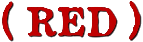 ( RED )